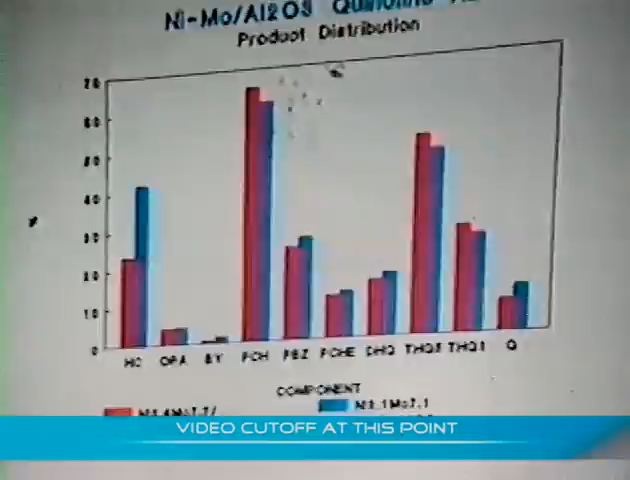 Ni-Mo/Al2O3
Product Distribution
70
60
50
40
30
20
10
0
%
HC OPA BY PCH PBZ PCHE DHQ THQ5 THQ1 Q
COMPONENT
VIDEO CUTOFF AT THIS POINT